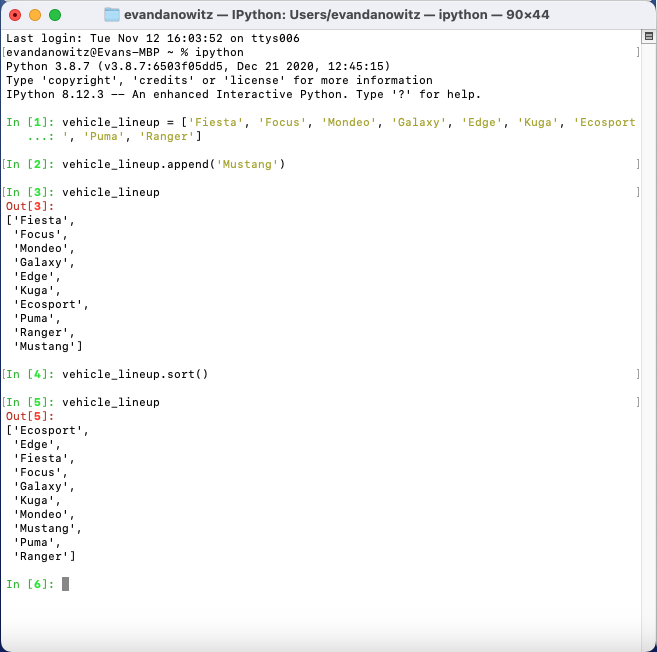 evandanowitz — IPython: Users/evandanowitz — ipython — 90×44
Last login: Tue Nov 12 16:03:52 on ttys006
[evandanowitz@Evans-MBP ~ % ipython ]
Python 3.8.7 (v3.8.7:6503f05dd5, Dec 21 2020, 12:45:15)
Type 'copyright', 'credits' or 'license' for more information
IPython 8.12.3 -- An enhanced Interactive Python. Type '?' for help.
In [1]: vehicle_lineup = ['Fiesta', 'Focus', 'Mondeo', 'Galaxy', 'Edge', 'Kuga', 'Ecosport
...: ', 'Puma', 'Ranger']
[In [2]: vehicle_lineup.append('Mustang') ]
[In [3]: vehicle_lineup ]
Out[3]:
['Fiesta',
'Focus',
'Mondeo',
'Galaxy',
'Edge',
'Kuga',
'Ecosport',
'Puma',
'Ranger',
'Mustang']
[In [4]: vehicle_lineup.sort() ]
[In [5]: vehicle_lineup ]
Out[5]:
['Ecosport',
'Edge',
'Fiesta',
'Focus',
'Galaxy',
'Kuga',
'Mondeo',
'Mustang',
'Puma',
'Ranger']
In [6]: